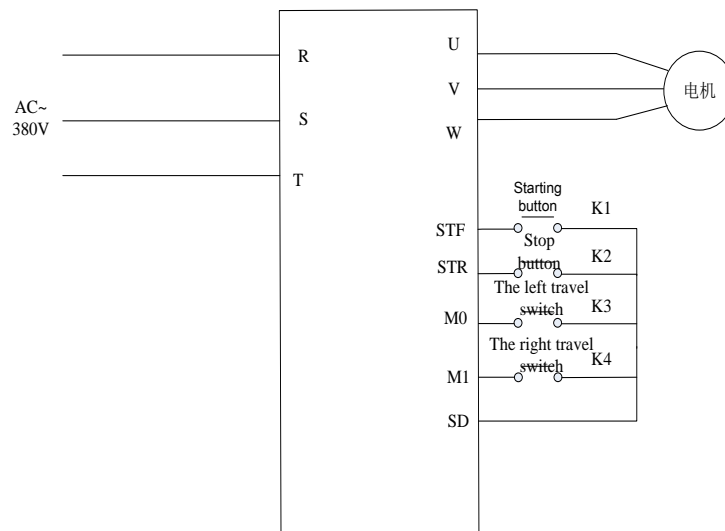 AC~
380V
R
S
T
U
V
W
电机
Starting
button
STF
K1
Stop
button
STR
K2
The left travel
switch
M0
K3
The right travel
switch
M1
K4
SD